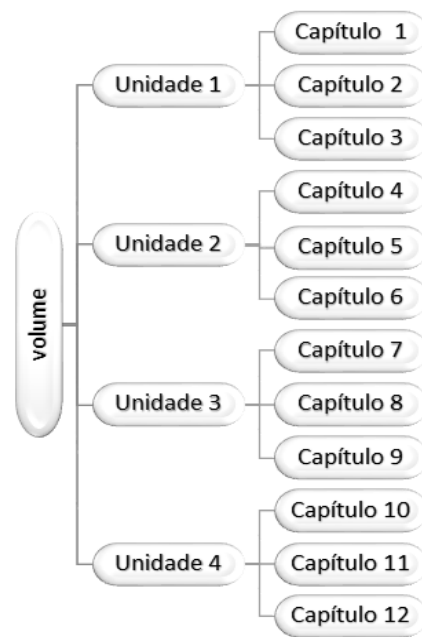 volume
Unidade 1
Capítulo 1
Capítulo 2
Capítulo 3
Unidade 2
Capítulo 4
Capítulo 5
Capítulo 6
Unidade 3
Capítulo 7
Capítulo 8
Capítulo 9
Unidade 4
Capítulo 10
Capítulo 11
Capítulo 12